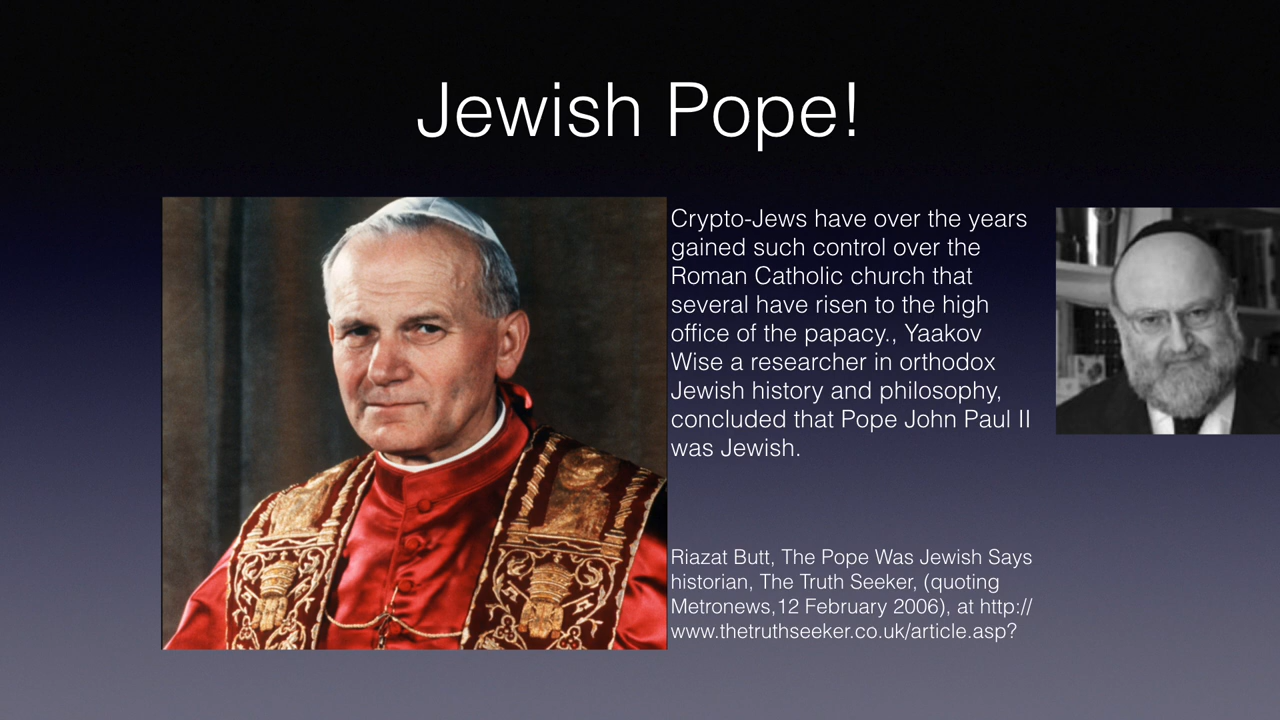 Jewish Pope!
Crypto-Jews have over the years
gained such control over the
Roman Catholic church that
several have risen to the high
office of the papacy., Yaakov
Wise a researcher in orthodox
Jewish history and philosophy,
concluded that Pope John Paul II
was Jewish.
Riazat Butt, The Pope Was Jewish Says
historian, The Truth Seeker, (quoting
Metronews,12 February 2006), at http://
www.thetruthseeker.co.uk/article.asp?